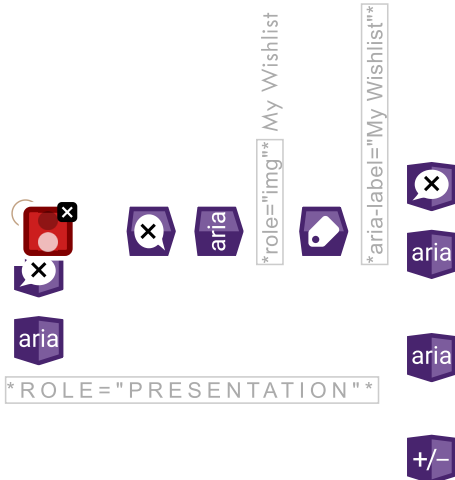 My Wishlist
*role="img"*
*aria-label="My Wishlist"*
aria
aria
aria
aria
*ROLE="PRESENTATION"*
+/−